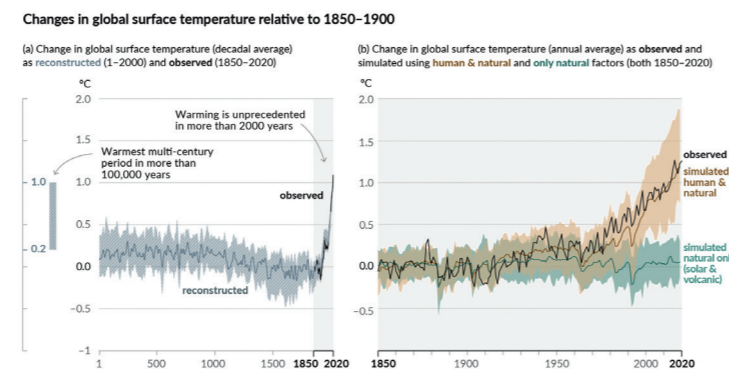 Changes in global surface temperature relative to 1850–1900
(a) Change in global surface temperature (decadal average)
as reconstructed (1–2000) and observed (1850–2020)
°C
2.0
1.5
1.0
0.5
0.0
−0.5
−1
1.0
0.2
Warming is unprecedented
in more than 2000 years
Warmest multi-century
period in more than
100,000 years
observed
reconstructed
1
500
1000
1500
1850
2020
(b) Change in global surface temperature (annual average) as observed and
simulated using human & natural and only natural factors (both 1850–2020)
°C
2.0
1.5
1.0
0.5
0.0
−0.5
observed
simulated
human &
natural
simulated
natural onl
(solar &
volcanic)
1850
1900
1950
2000
2020